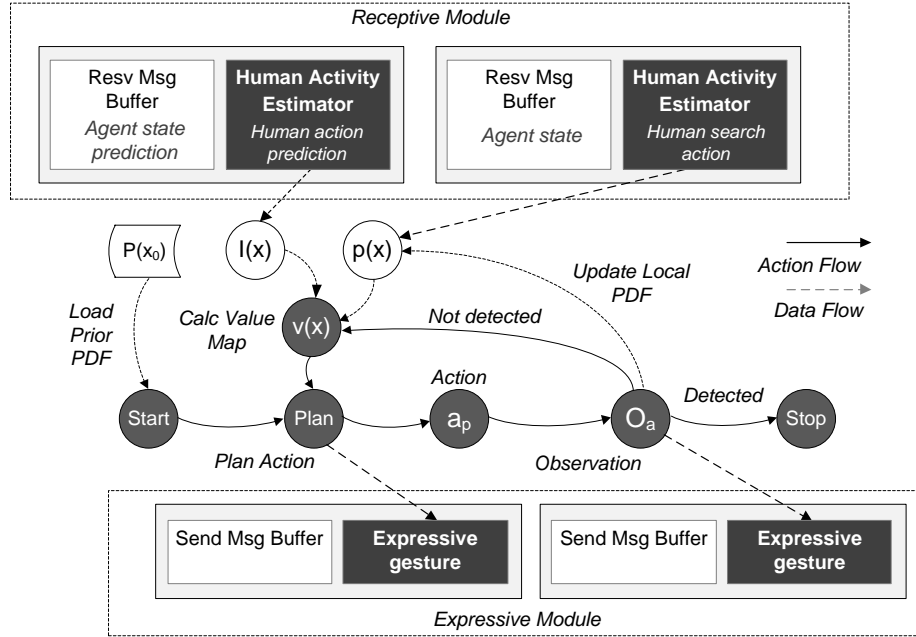 Receptive Module
Resv Msg
Buffer
Agent state
prediction
Human Activity
Estimator
Human action
prediction
Resv Msg
Buffer
Agent state
Human Activity
Estimator
Human search
action
P(x₀)
l(x)
p(x)
Action Flow
Data Flow
Update Local
PDF
Load
Prior
PDF
Calc Value
Map
v(x)
Not detected
Action
Detected
Start
Plan
aₚ
Oₐ
Stop
Plan Action
Observation
Send Msg Buffer
Expressive
gesture
Send Msg Buffer
Expressive
gesture
Expressive Module